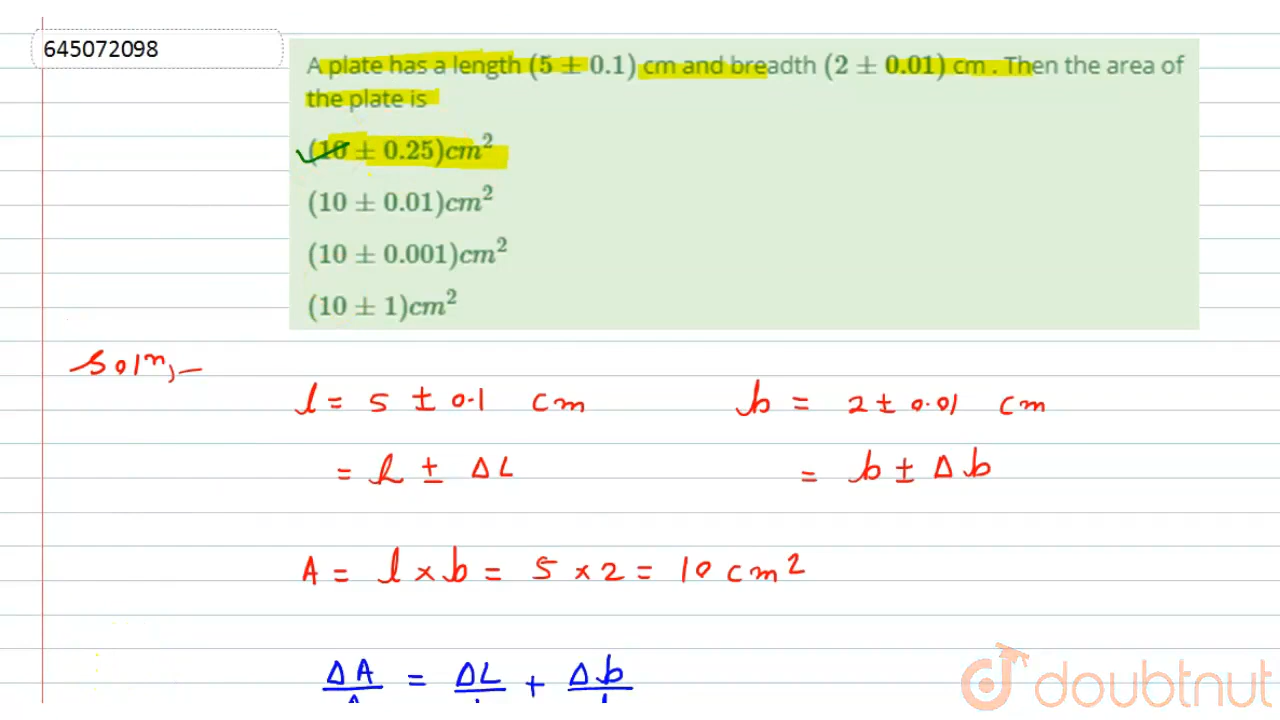 645072098
A plate has a length (5 ± 0.1) cm and breadth (2 ± 0.01) cm . Then the area of
the plate is
(10 ± 0.25)cm²
(10 ± 0.01)cm²
(10 ± 0.001)cm²
(10 ± 1)cm²
Solⁿ,–
l = 5 ± 0.1 cm b = 2 ± 0.01 cm
= l ± ΔL = b ± Δb
A = l × b = 5 × 2 = 10 cm²
ΔA = ΔL + Δb
doubtnut